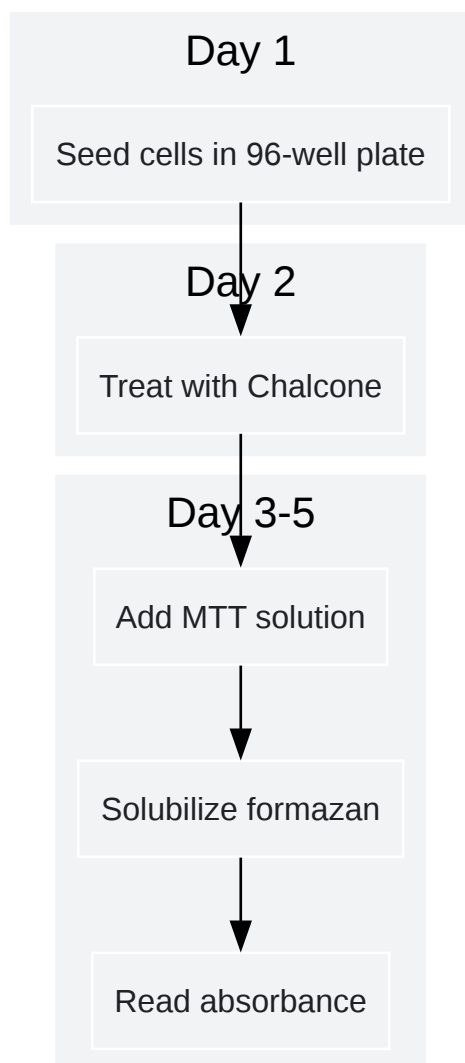 Day 1
Seed cells in 96-well plate
Day 2
Treat with Chalcone
Day 3-5
Add MTT solution
Solubilize formazan
Read absorbance